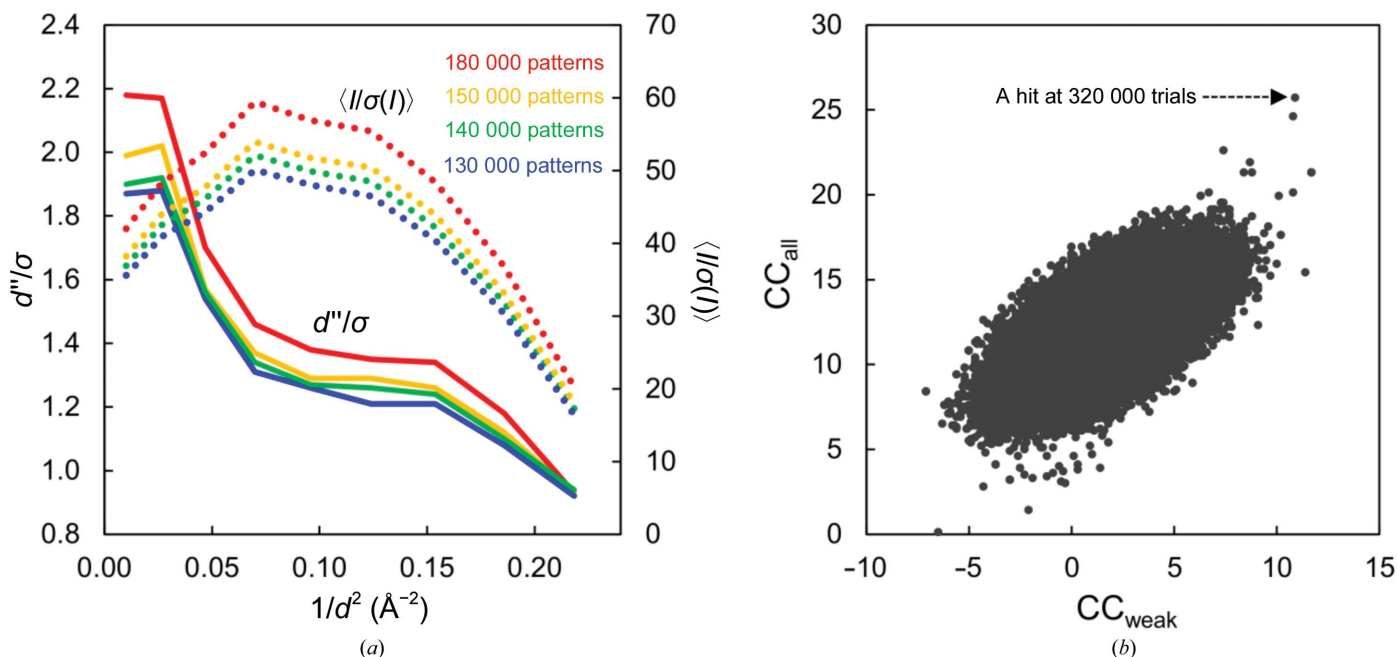 2.4
2.2
2.0
1.8
1.6
1.4
1.2
1.0
0.8
d''/σ
70
60
50
40
30
20
10
0
⟨I/σ(I)⟩
180 000 patterns
150 000 patterns
140 000 patterns
130 000 patterns
⟨I/σ(I)⟩
d''/σ
0.00 0.05 0.10 0.15 0.20
1/d² (Å⁻²)
(a)
30
25
20
15
10
5
0
CCall
A hit at 320 000 trials
−10 −5 0 5 10 15
CCweak
(b)